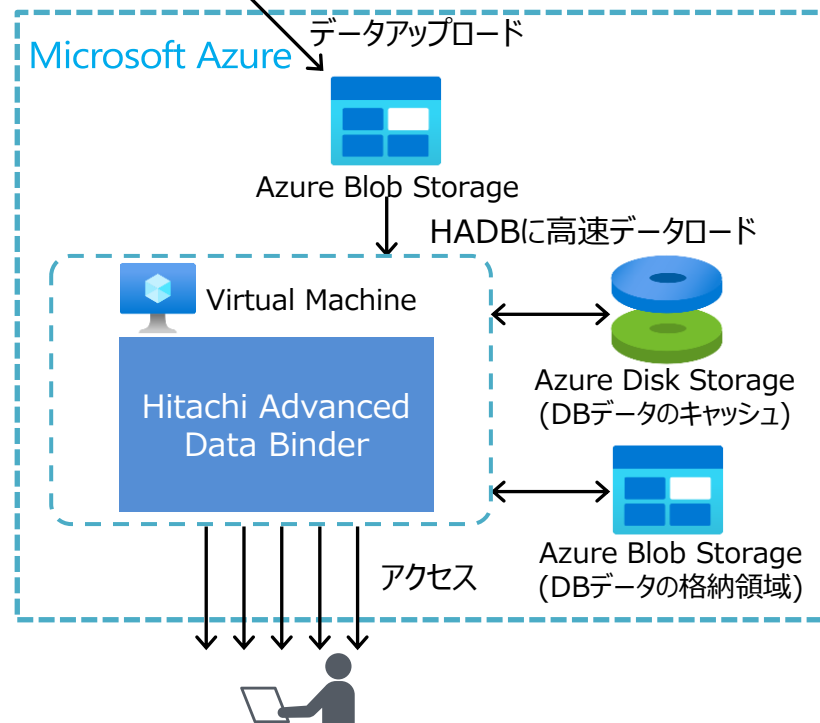 データアップロード
Microsoft Azure
Azure Blob Storage
HADBに高速データロード
Virtual Machine
Hitachi Advanced
Data Binder
Azure Disk Storage
(DBデータのキャッシュ)
Azure Blob Storage
(DBデータの格納領域)
アクセス